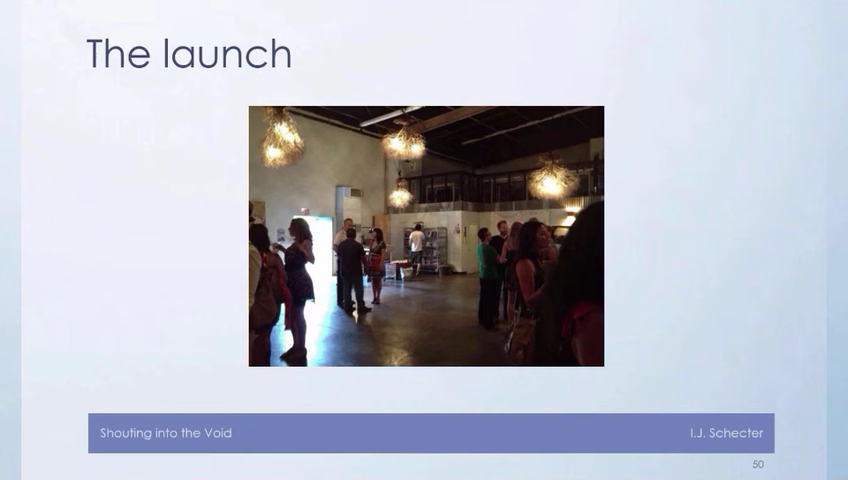 The launch
Shouting into the Void
I.J. Schecter
50